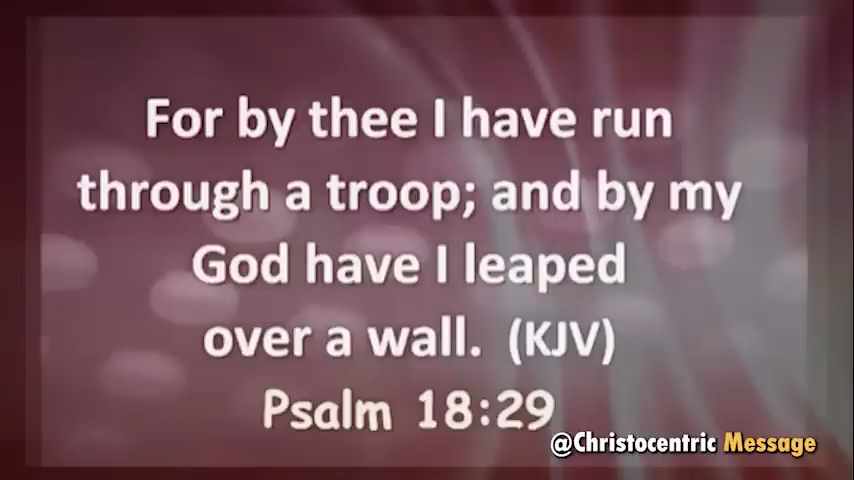 For by thee I have run
through a troop; and by my
God have I leaped
over a wall. (KJV)
Psalm 18:29
@Christocentric Message